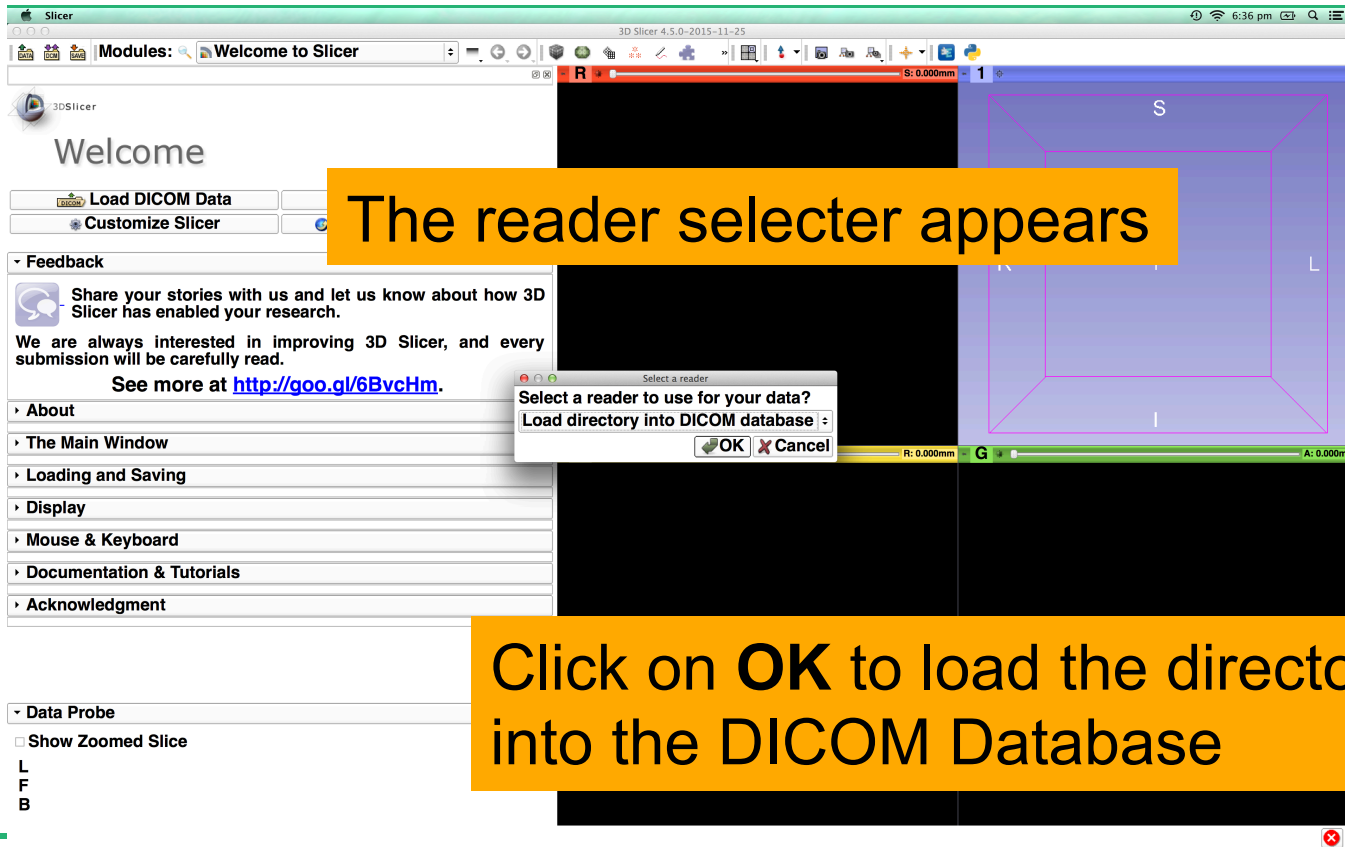 Slicer
6:36 pm
3D Slicer 4.5.0-2015-11-25
DATA DCM SAVE Modules: Welcome to Slicer
R S: 0.000mm
1
3DSlicer
Welcome
S
The reader selecter appears
Load DICOM Data
Customize Slicer
L
Feedback
Share your stories with us and let us know about how 3D
Slicer has enabled your research.
We are always interested in improving 3D Slicer, and every
submission will be carefully read.
See more at http://goo.gl/6BvcHm.
Select a reader
Select a reader to use for your data?
Load directory into DICOM database
OK Cancel
I
About
The Main Window
R: 0.000mm
G A: 0.000m
Loading and Saving
Display
Mouse & Keyboard
Documentation & Tutorials
Acknowledgment
Click on OK to load the directo
into the DICOM Database
Data Probe
Show Zoomed Slice
L
F
B